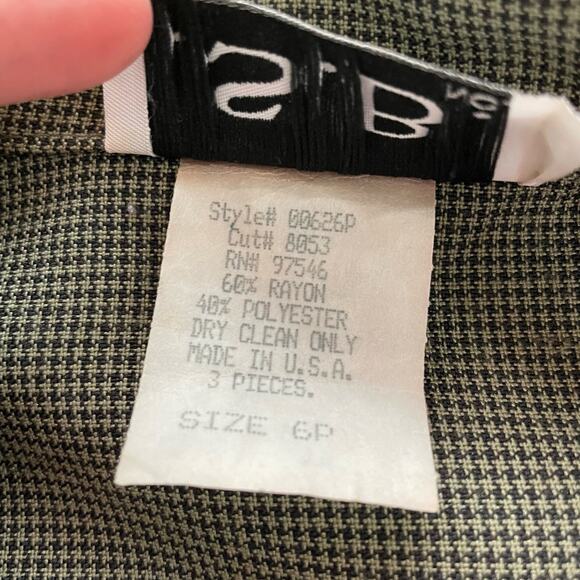 Style# 00626P
Cut# 8053
RN# 97546
60% RAYON
40% POLYESTER
DRY CLEAN ONLY
MADE IN U.S.A.
3 PIECES.
SIZE 6P